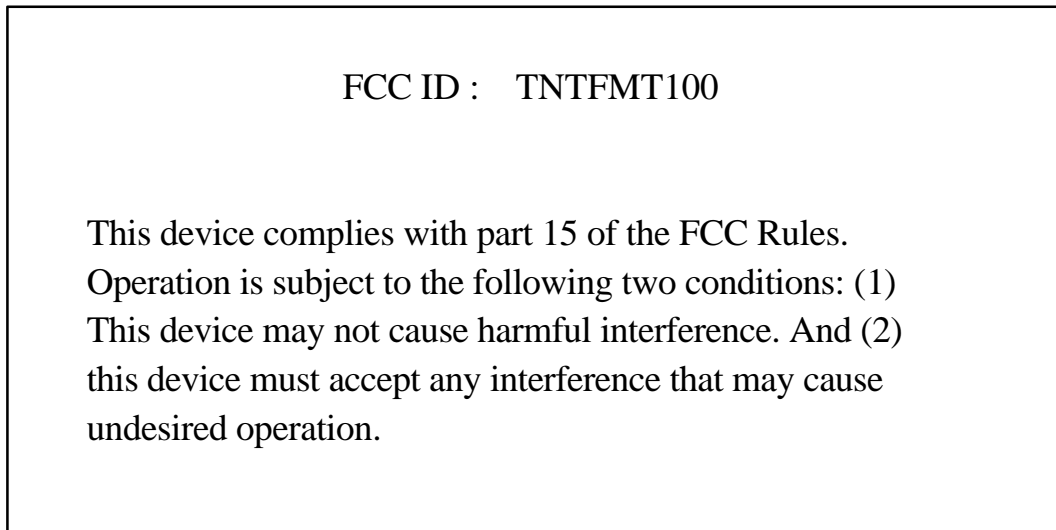 FCC ID :    TNTFMT100
This device complies with part 15 of the FCC Rules.
Operation is subject to the following two conditions: (1)
This device may not cause harmful interference. And (2)
this device must accept any interference that may cause
undesired operation.